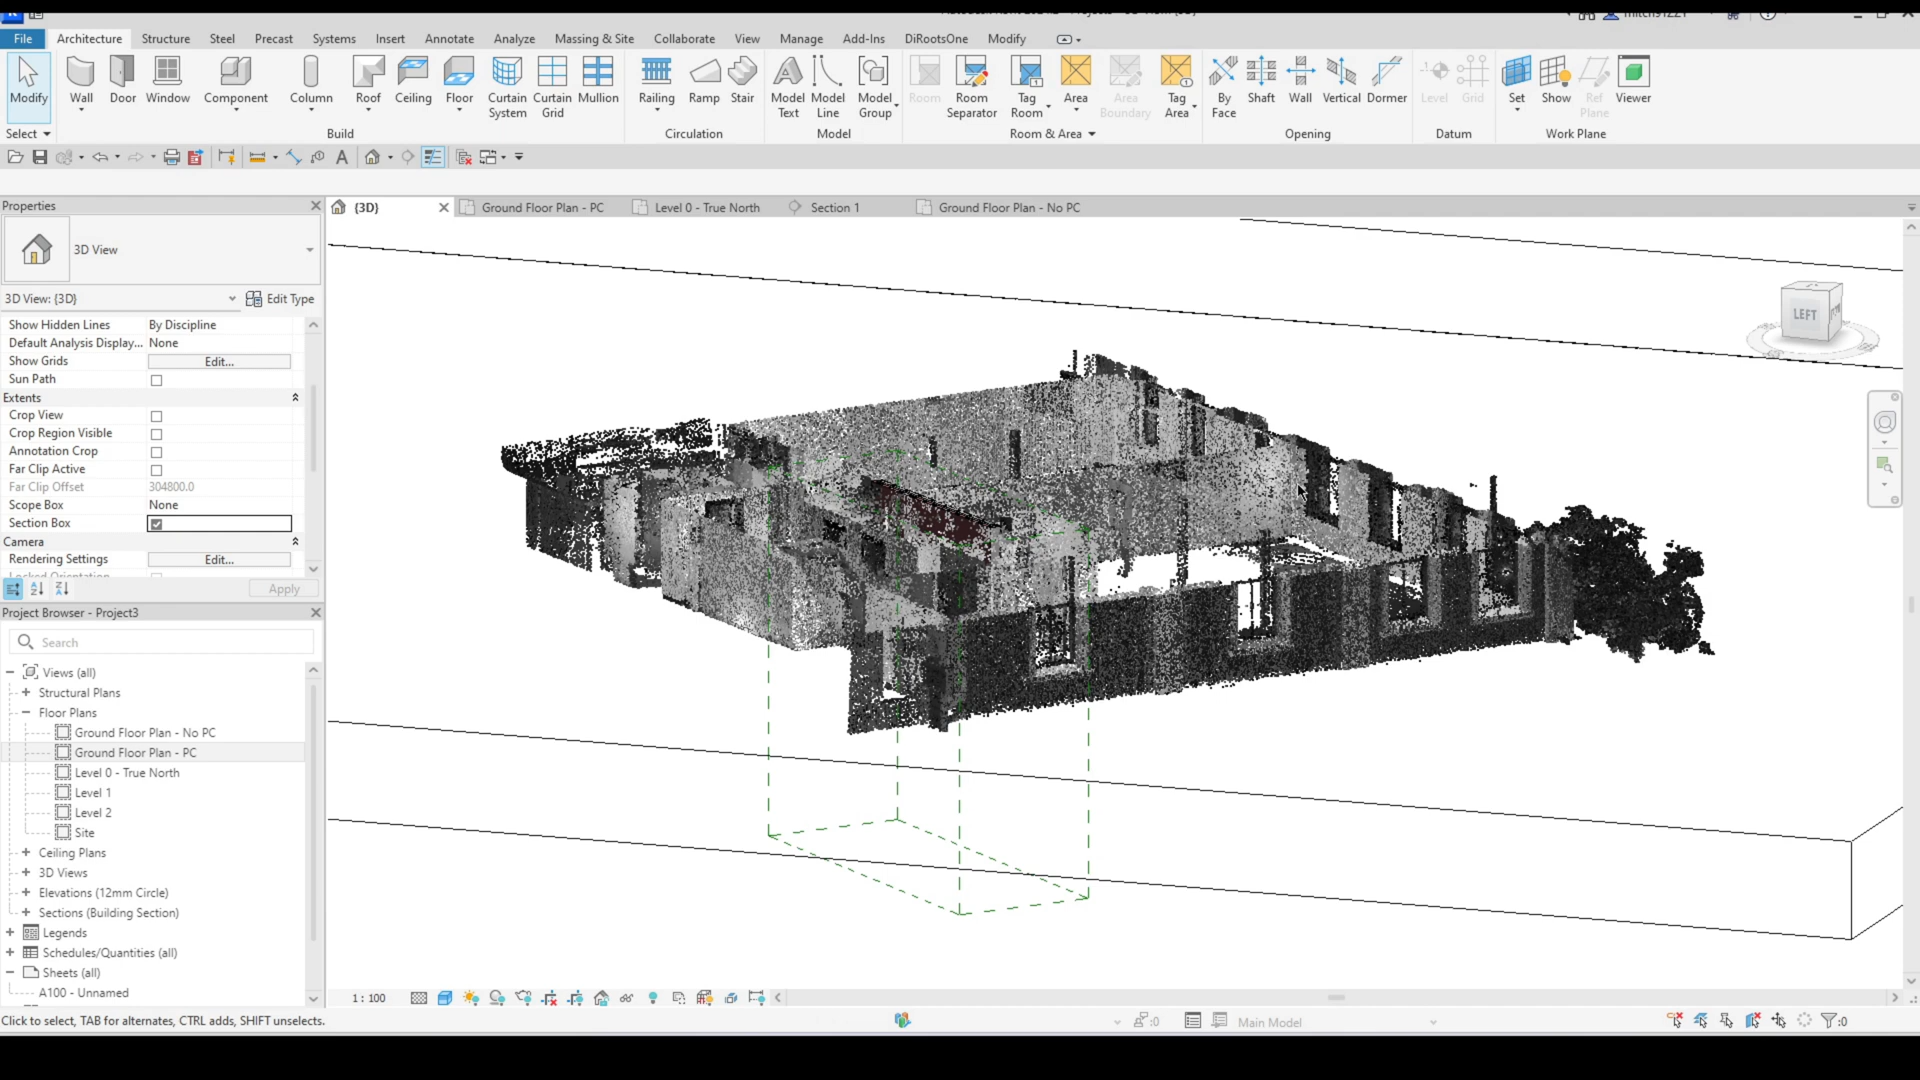 File Architecture Structure Steel Precast Systems Insert Annotate Analyze Massing & Site Collaborate View Manage Add-Ins DiRootsOne Modify
Modify Wall Door Window Component Column Roof Ceiling Floor Curtain System Curtain Grid Mullion Railing Ramp Stair Model Text Model Line Model Group Room Room Separator Tag Room Area Area Boundary Tag Area By Face Shaft Wall Vertical Dormer Level Grid Set Show Ref Plane Viewer
Select Build Circulation Model Room & Area Opening Datum Work Plane
Properties
{3D} Ground Floor Plan - PC Level 0 - True North Section 1 Ground Floor Plan - No PC
3D View
3D View: {3D} Edit Type
Show Hidden Lines By Discipline
Default Analysis Display... None
Show Grids Edit...
Sun Path
Extents
Crop View
Crop Region Visible
Annotation Crop
Far Clip Active
Far Clip Offset 304800.0
Scope Box None
Section Box
Camera
Rendering Settings Edit...
Apply
LEFT
Project Browser - Project3
Search
Views (all)
Structural Plans
Floor Plans
Ground Floor Plan - No PC
Ground Floor Plan - PC
Level 0 - True North
Level 1
Level 2
Site
Ceiling Plans
3D Views
Elevations (12mm Circle)
Sections (Building Section)
Legends
Schedules/Quantities (all)
Sheets (all)
A100 - Unnamed
1 : 100
Click to select, TAB for alternates, CTRL adds, SHIFT unselects.
:0
Main Model
:0